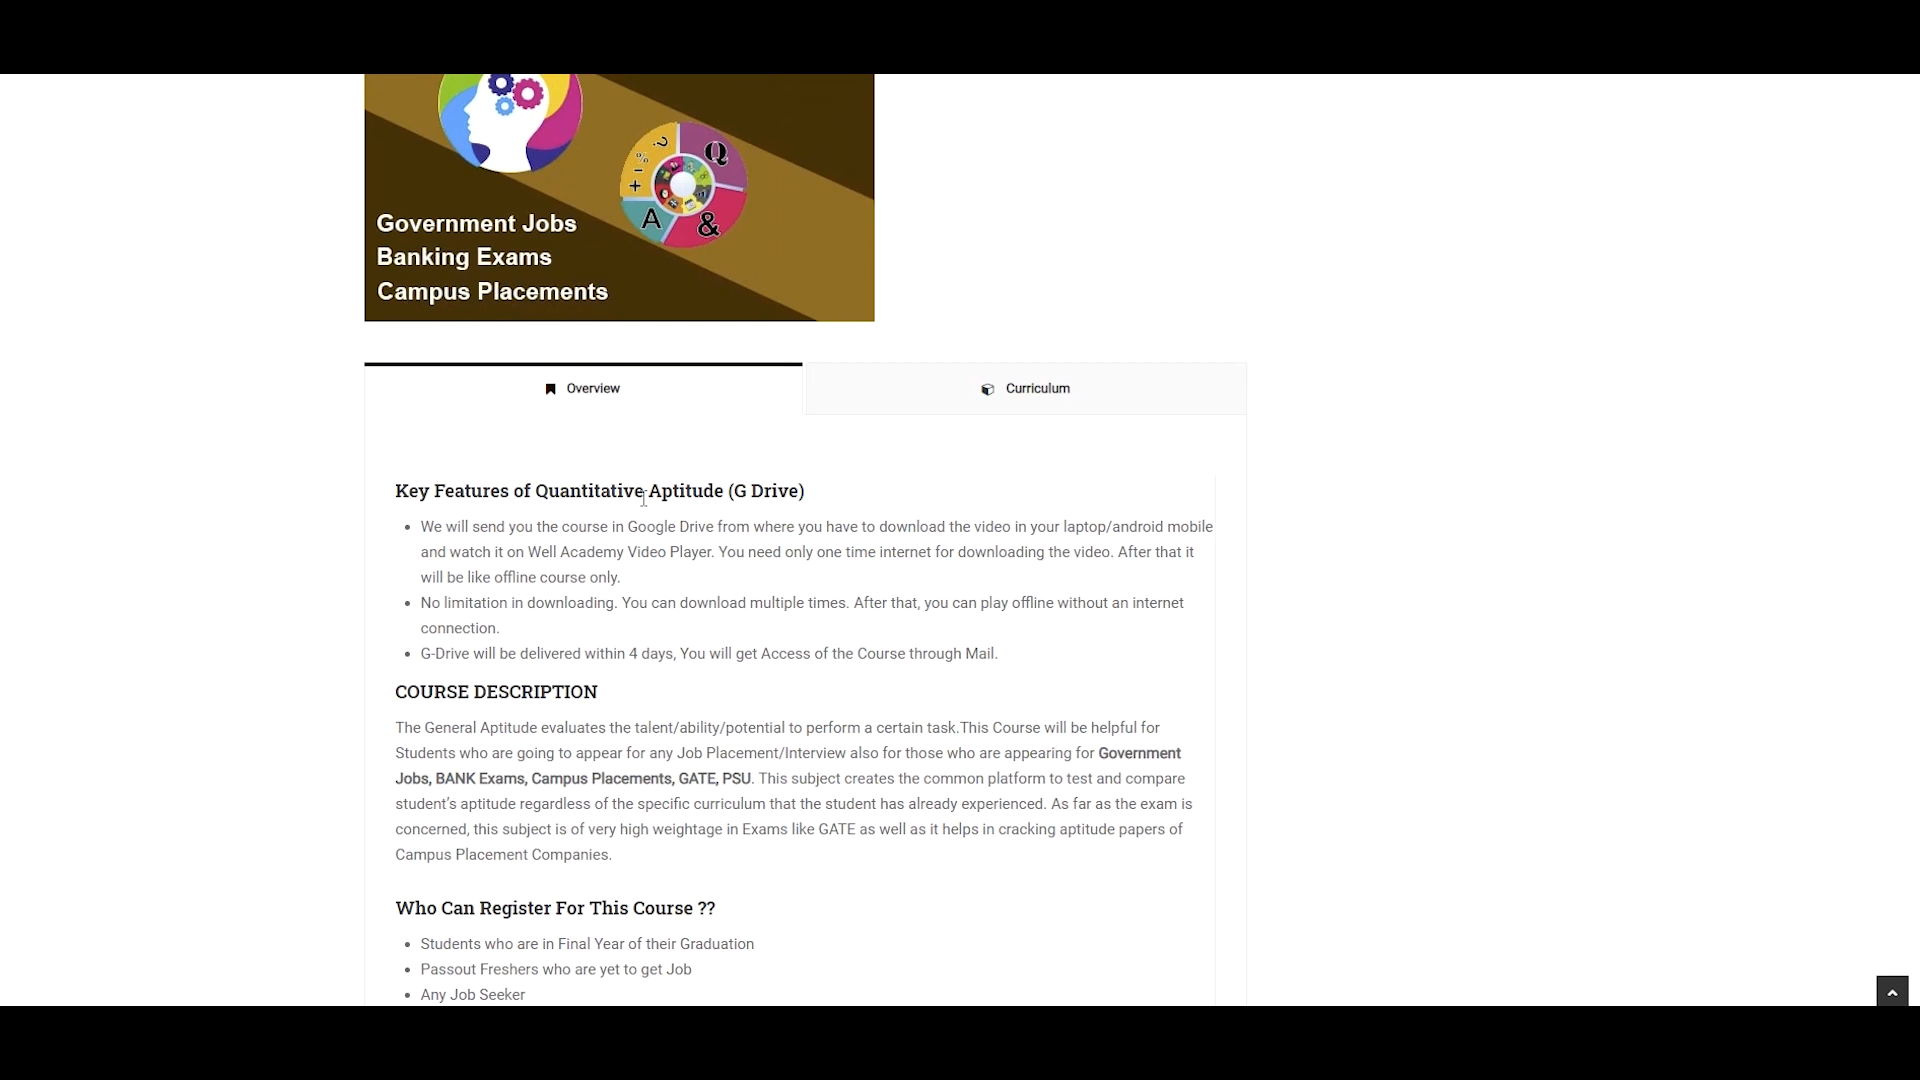 Q
?
%
−
+
A
&
Government Jobs
Banking Exams
Campus Placements
Overview
Curriculum
Key Features of Quantitative Aptitude (G Drive)
• We will send you the course in Google Drive from where you have to download the video in your laptop/android mobile
and watch it on Well Academy Video Player. You need only one time internet for downloading the video. After that it
will be like offline course only.
• No limitation in downloading. You can download multiple times. After that, you can play offline without an internet
connection.
• G-Drive will be delivered within 4 days, You will get Access of the Course through Mail.
COURSE DESCRIPTION
The General Aptitude evaluates the talent/ability/potential to perform a certain task.This Course will be helpful for
Students who are going to appear for any Job Placement/Interview also for those who are appearing for Government
Jobs, BANK Exams, Campus Placements, GATE, PSU. This subject creates the common platform to test and compare
student’s aptitude regardless of the specific curriculum that the student has already experienced. As far as the exam is
concerned, this subject is of very high weightage in Exams like GATE as well as it helps in cracking aptitude papers of
Campus Placement Companies.
Who Can Register For This Course ??
• Students who are in Final Year of their Graduation
• Passout Freshers who are yet to get Job
• Any Job Seeker